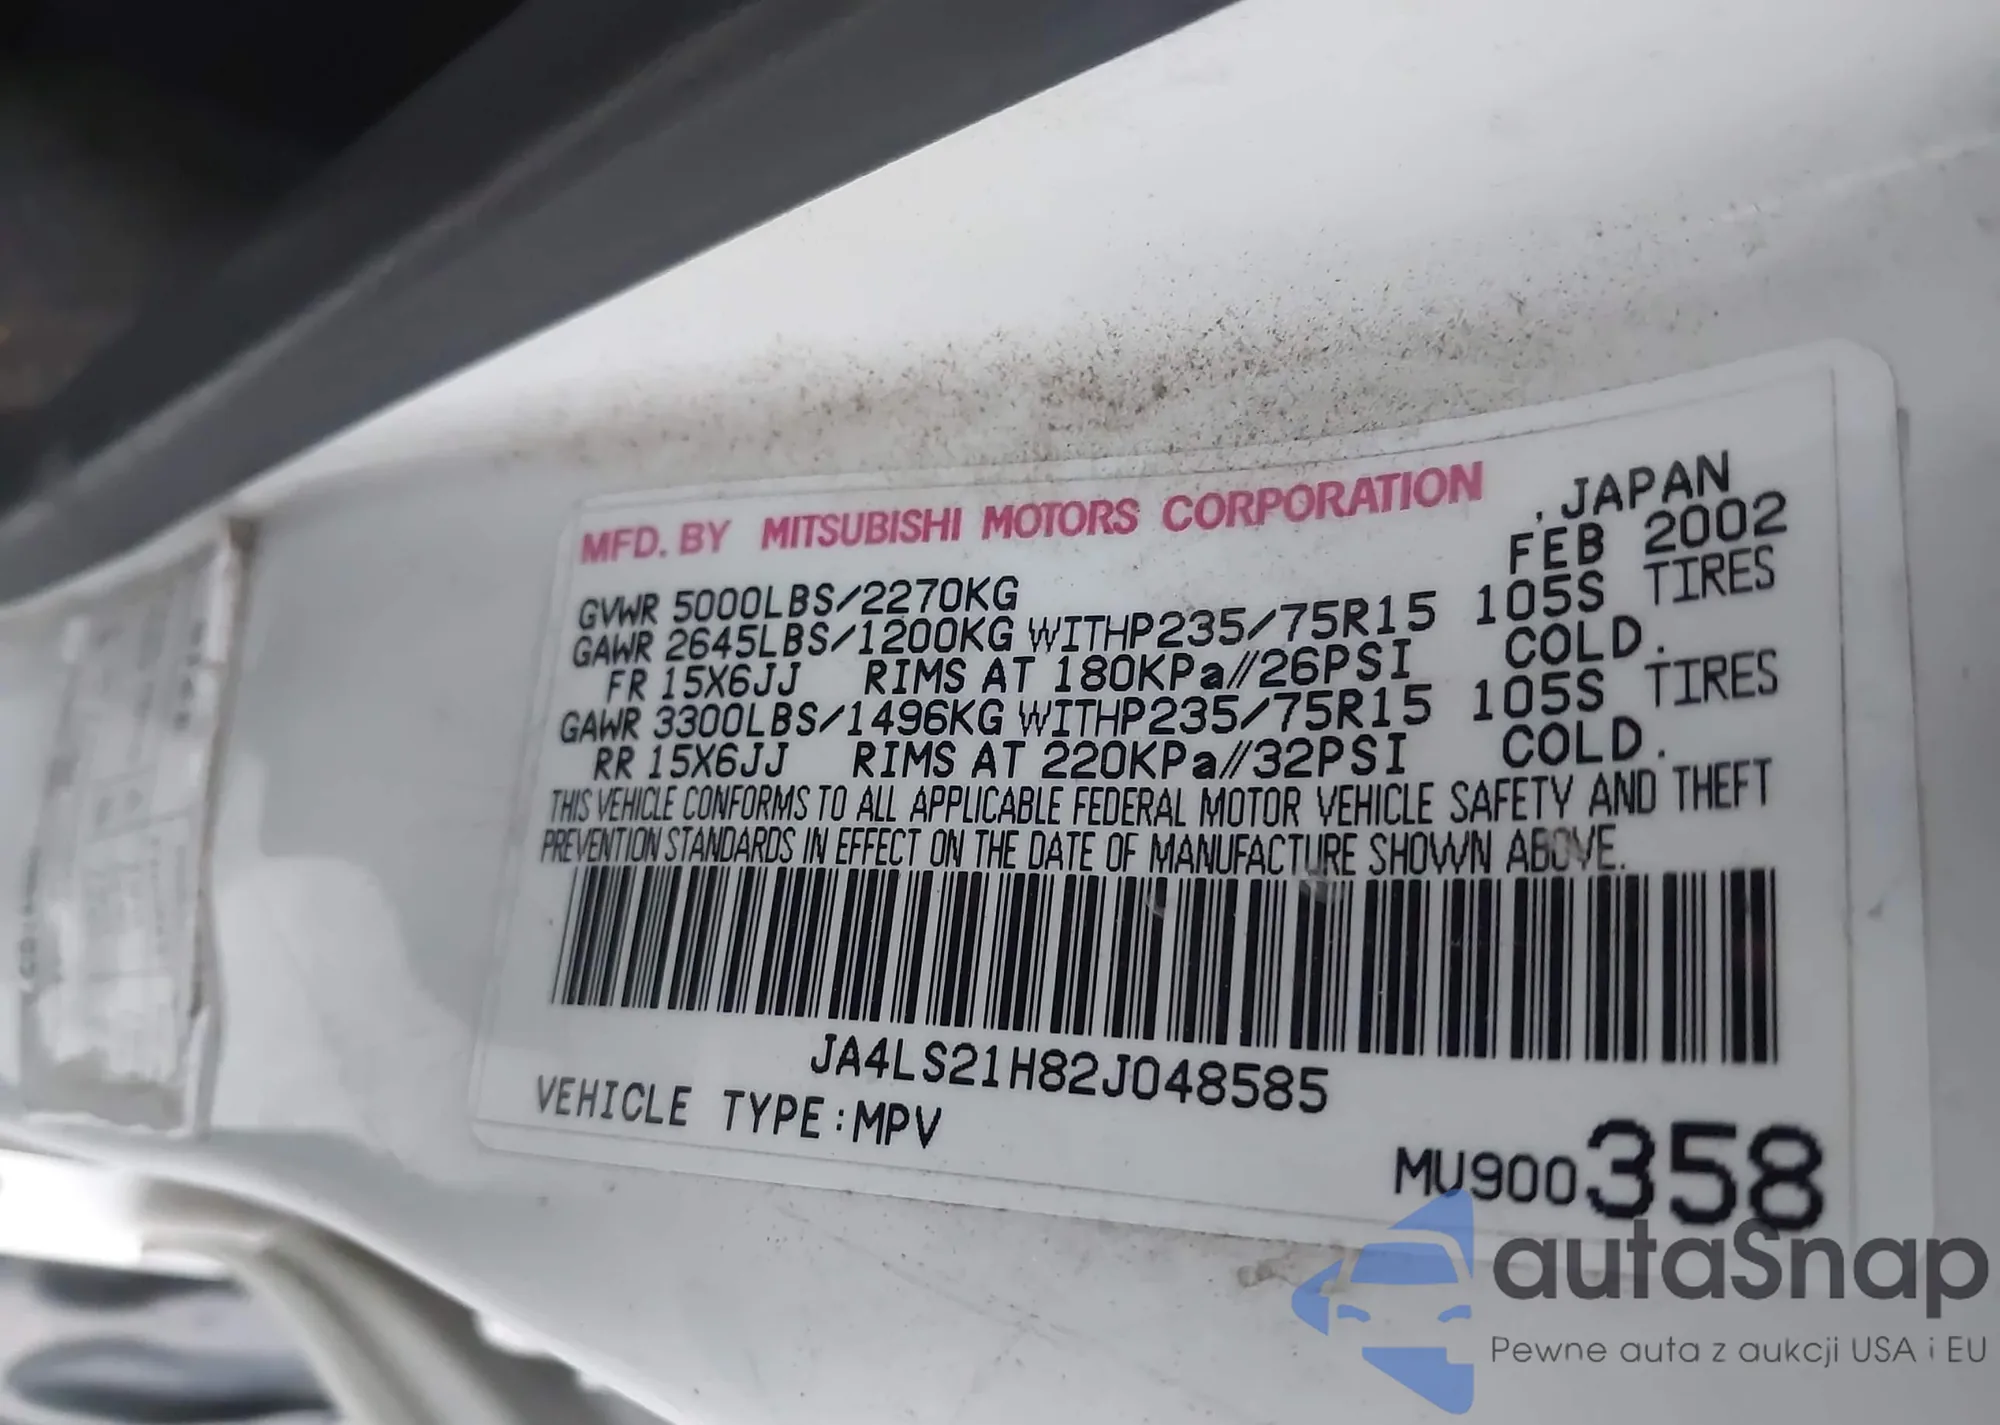 MFD. BY MITSUBISHI MOTORS CORPORATION , JAPAN
FEB 2002
GVWR 5000LBS/2270KG
GAWR 2645LBS/1200KG WITHP235/75R15 105S TIRES
FR 15X6JJ RIMS AT 180KPa//26PSI COLD.
GAWR 3300LBS/1496KG WITHP235/75R15 105S TIRES
RR 15X6JJ RIMS AT 220KPa//32PSI COLD.
THIS VEHICLE CONFORMS TO ALL APPLICABLE FEDERAL MOTOR VEHICLE SAFETY AND THEFT
PREVENTION STANDARDS IN EFFECT ON THE DATE OF MANUFACTURE SHOWN ABOVE.
JA4LS21H82J048585
VEHICLE TYPE:MPV
MU900358
autaSnap
Pewne auta z aukcji USA i EU